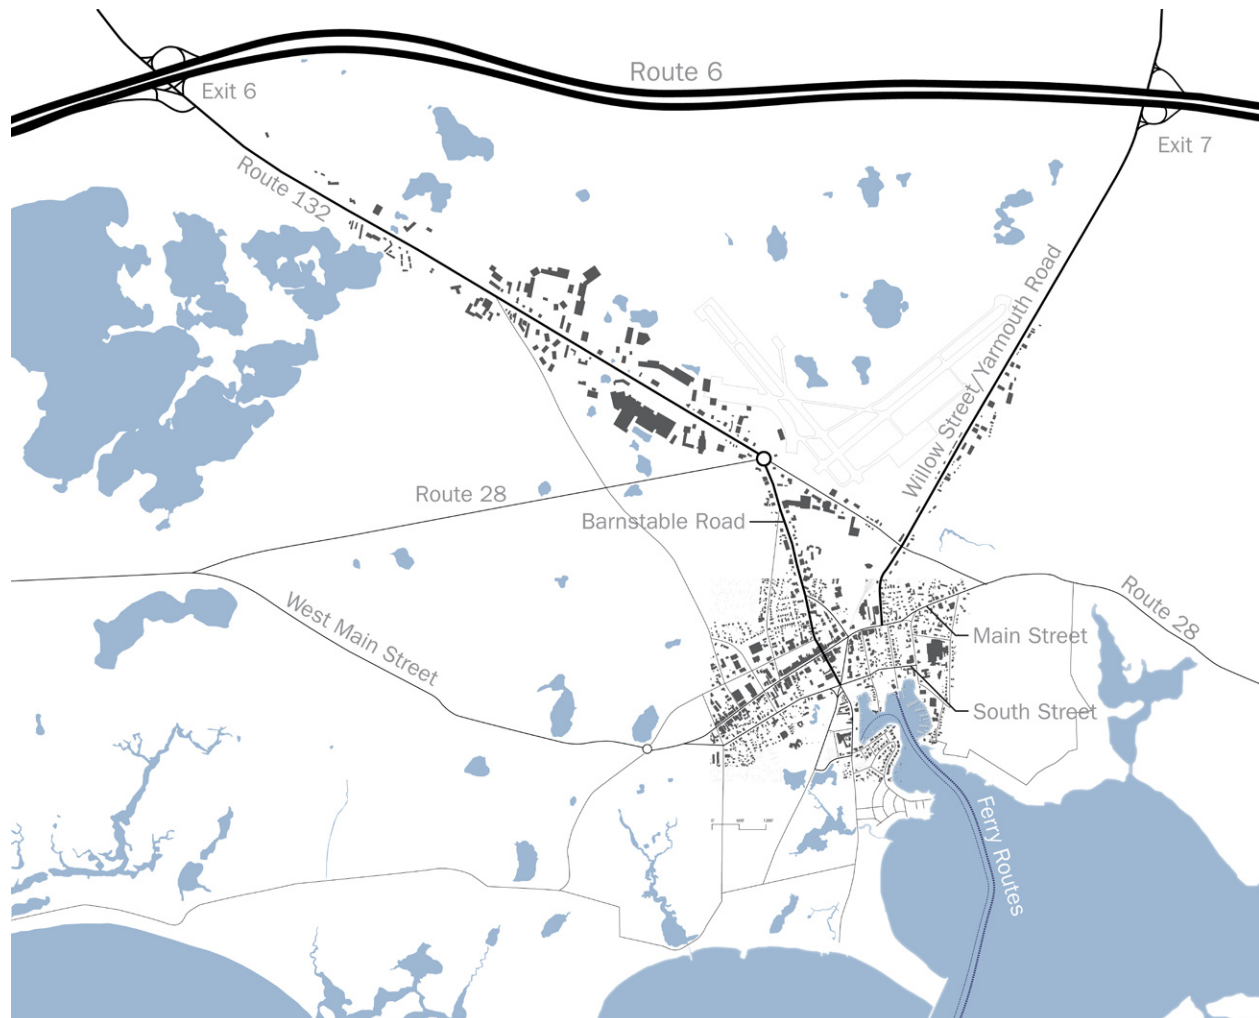 Route 6
Exit 6
Exit 7
Route 132
Willow Street/Yarmouth Road
Route 28
Barnstable Road
Route 28
West Main Street
Main Street
South Street
Ferry Routes